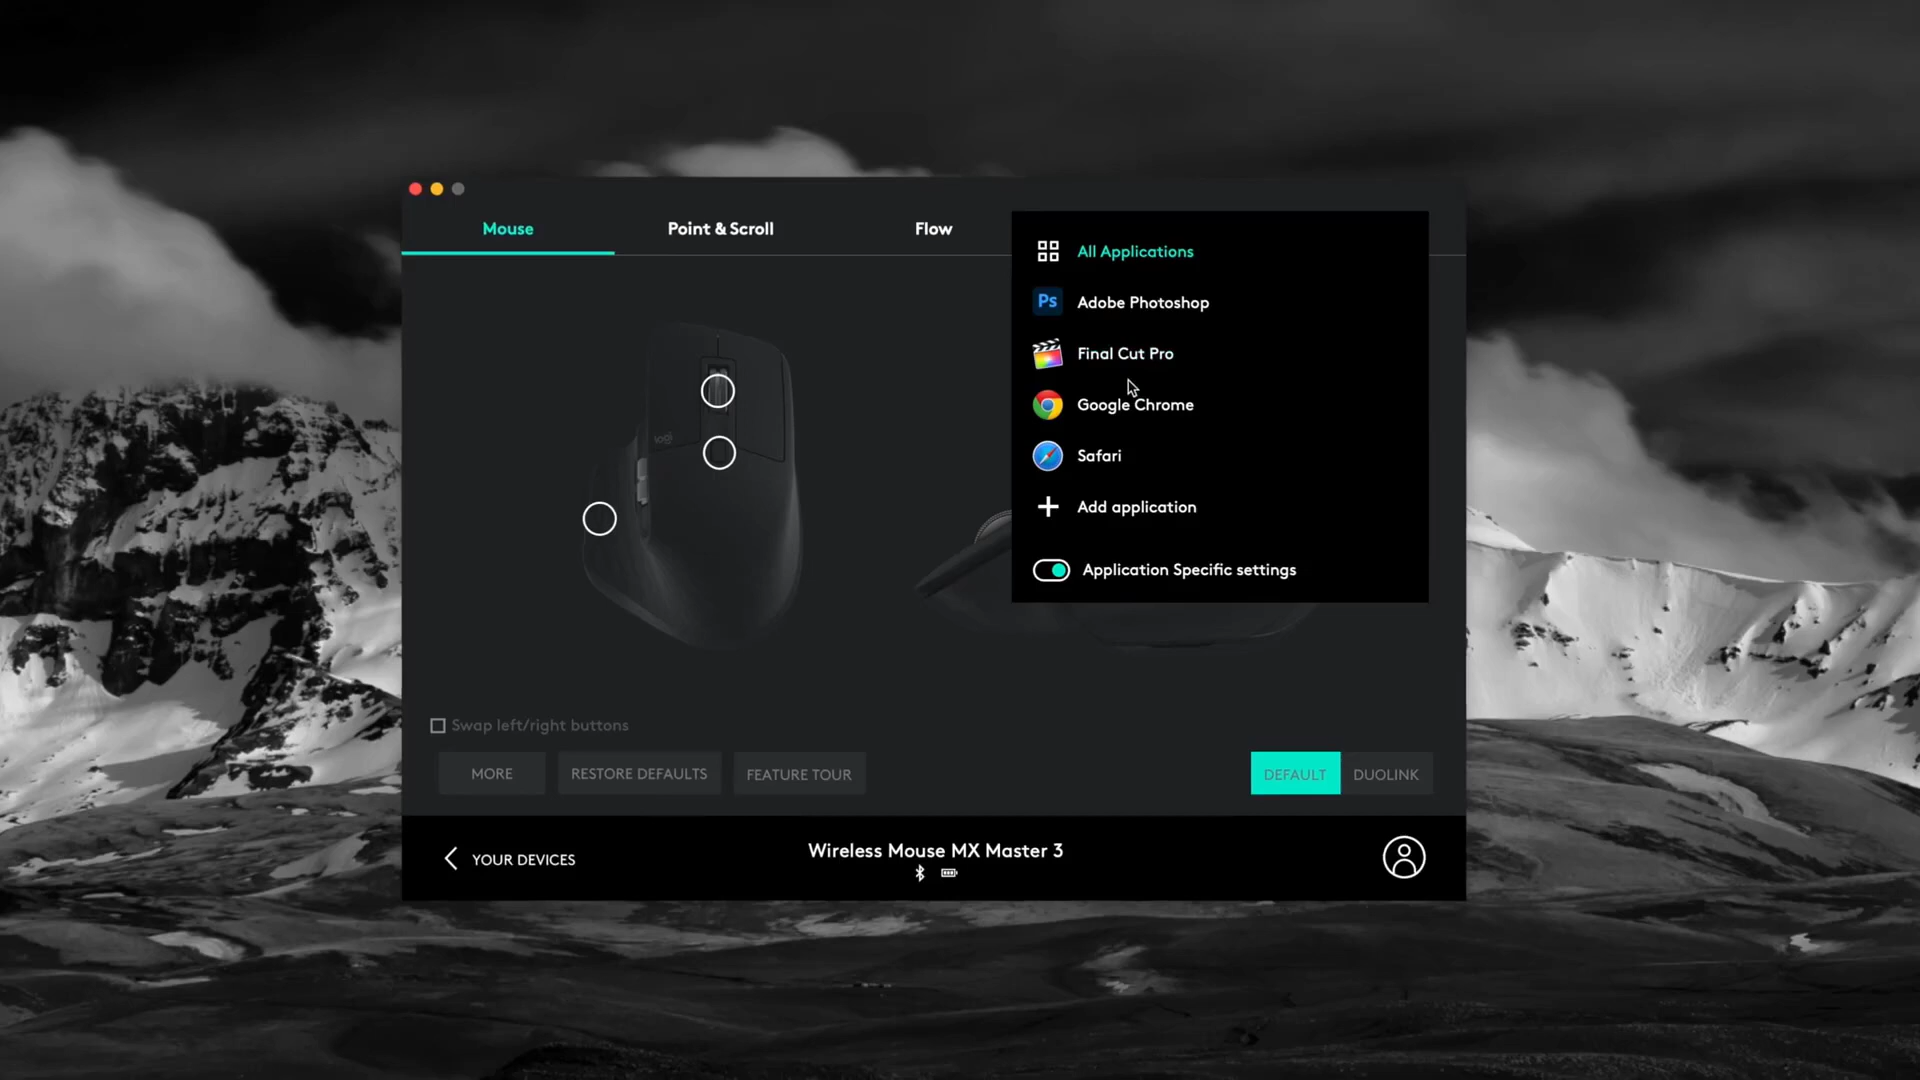 Mouse
Point & Scroll
Flow
All Applications
Ps
Adobe Photoshop
Final Cut Pro
Google Chrome
Safari
Add application
Application Specific settings
logi
Swap left/right buttons
MORE
RESTORE DEFAULTS
FEATURE TOUR
DEFAULT
DUOLINK
YOUR DEVICES
Wireless Mouse MX Master 3